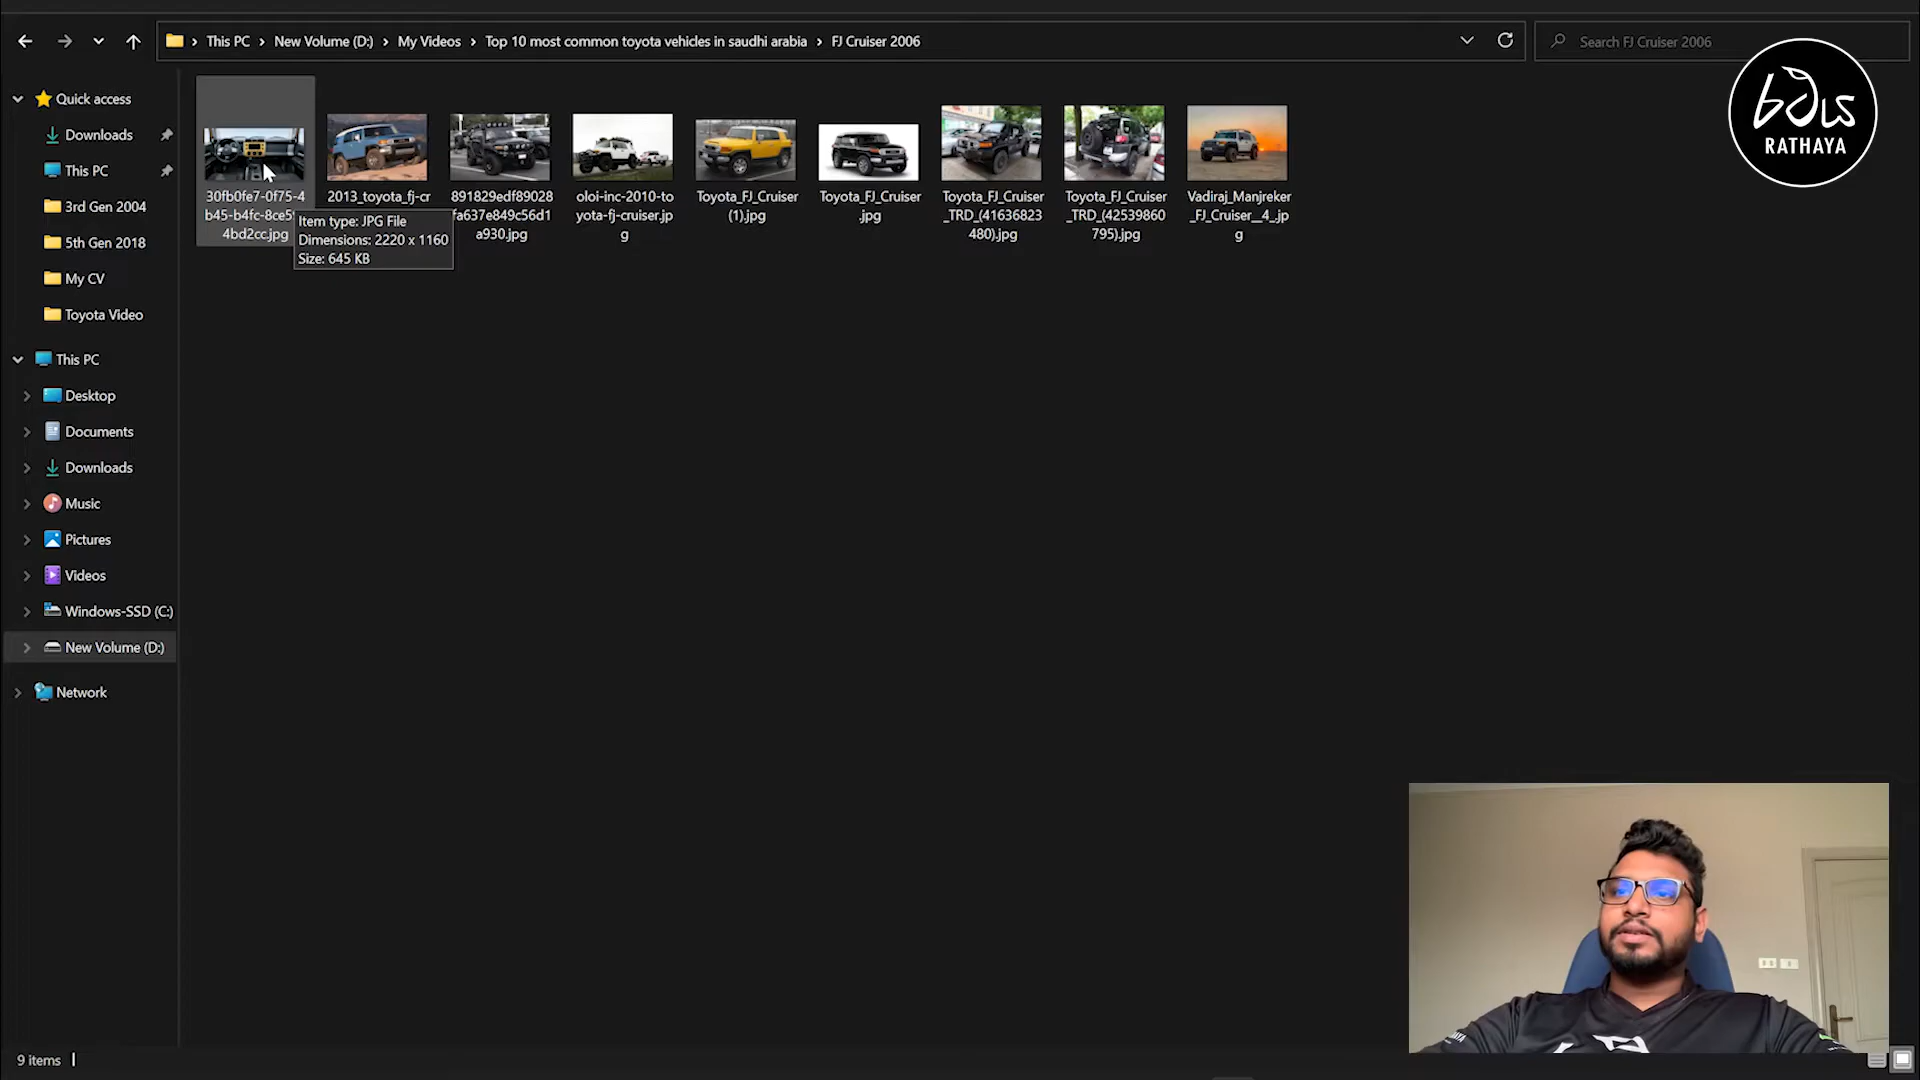 This PC > New Volume (D:) > My Videos > Top 10 most common toyota vehicles in saudhi arabia > FJ Cruiser 2006
Search FJ Cruiser 2006
RATHAYA
Quick access
Downloads
This PC
3rd Gen 2004
5th Gen 2018
My CV
Toyota Video
This PC
Desktop
Documents
Downloads
Music
Pictures
Videos
Windows-SSD (C:)
New Volume (D:)
Network
30fb0fe7-0f75-4
b45-b4fc-8ce5
4bd2cc.jpg
2013_toyota_fj-cr
Item type: JPG File
Dimensions: 2220 x 1160
Size: 645 KB
891829edf89028
fa637e849c56d1
a930.jpg
oloi-inc-2010-to
yota-fj-cruiser.jp
g
Toyota_FJ_Cruiser
(1).jpg
Toyota_FJ_Cruiser
.jpg
Toyota_FJ_Cruiser
_TRD_(41636823
480).jpg
Toyota_FJ_Cruiser
_TRD_(42539860
795).jpg
Vadiraj_Manjreker
_FJ_Cruiser__4_.jp
g
9 items